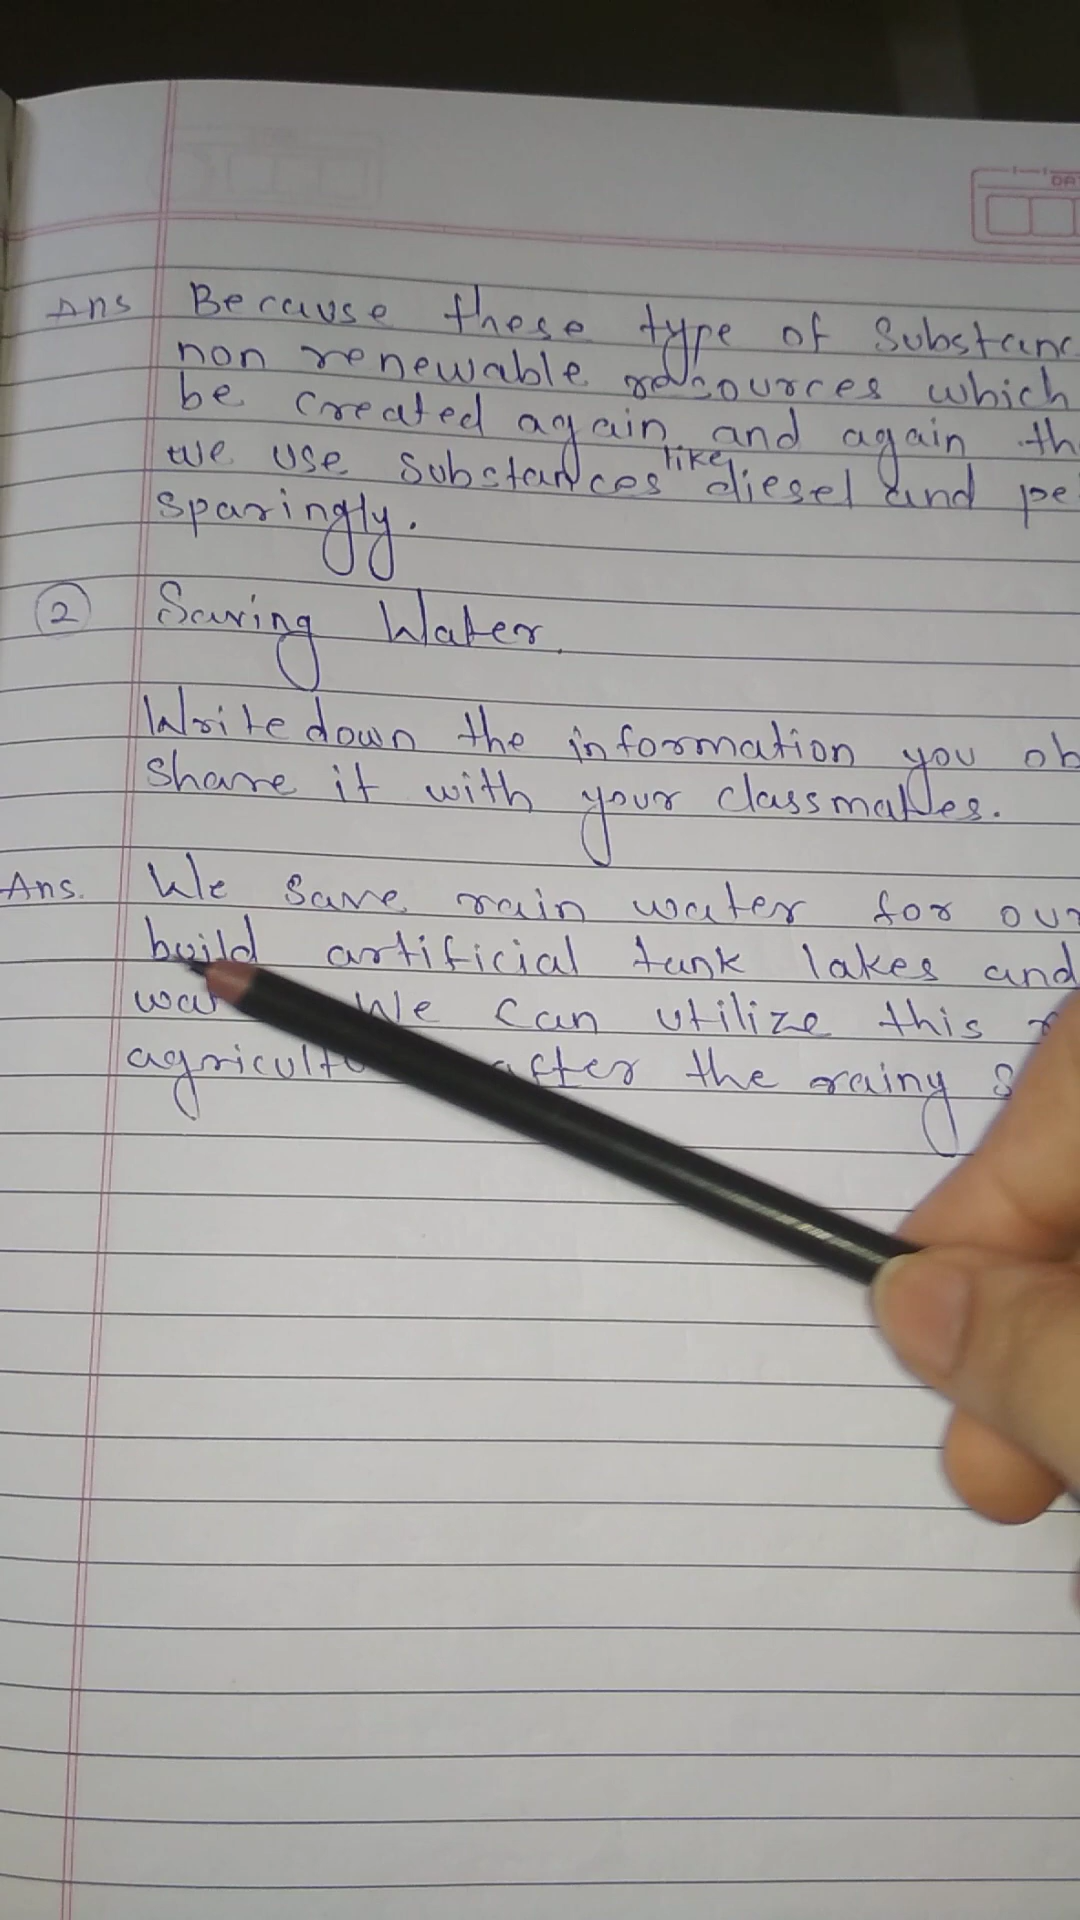 Ans Because these type of Substanc
non renewable resources which
be created again and again th
we use substances like diesel and pe
sparingly.
2 Saving Water.
Write down the information you ob
share it with your classmates.
Ans. We save rain water for our
build artificial tank lakes and
wat We can utilize this r
agricultu after the rainy s